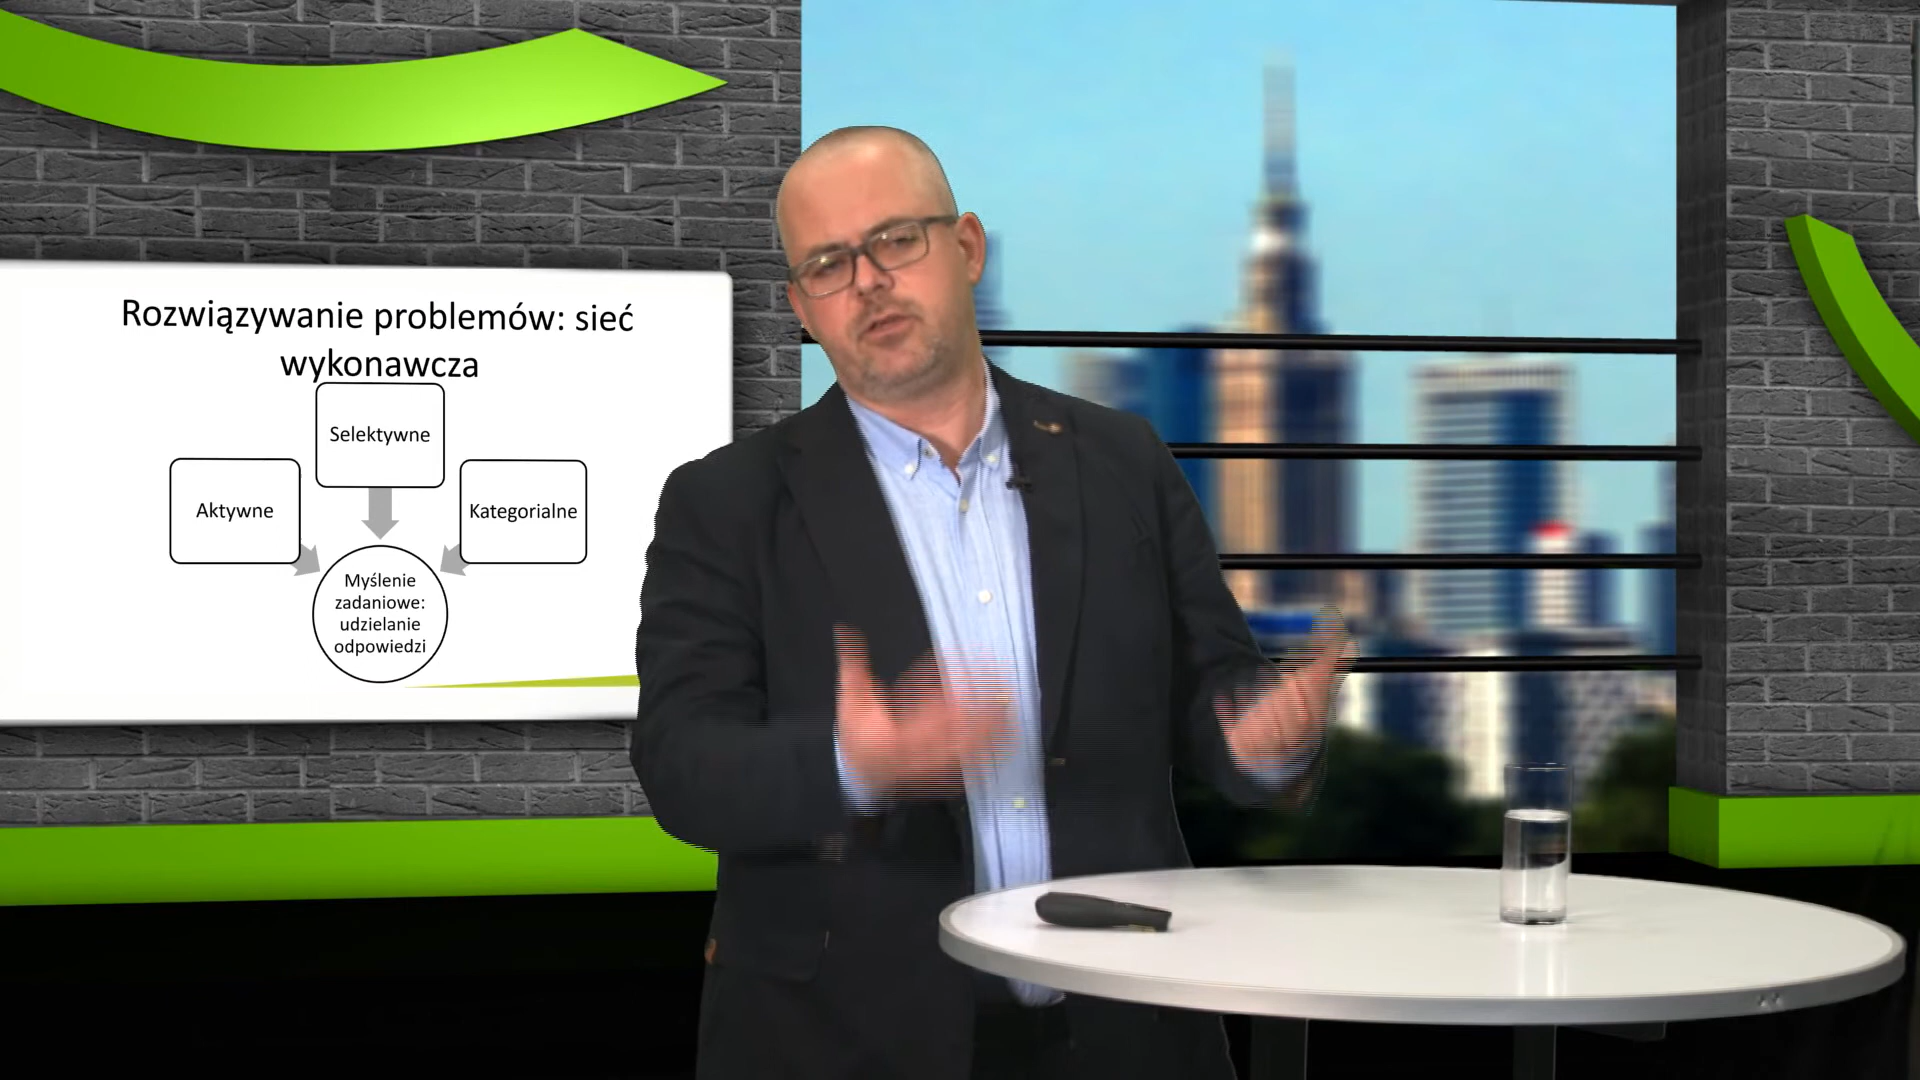 Rozwiązywanie problemów: sieć
wykonawcza
Selektywne
Aktywne
Kategorialne
Myślenie
zadaniowe:
udzielanie
odpowiedzi